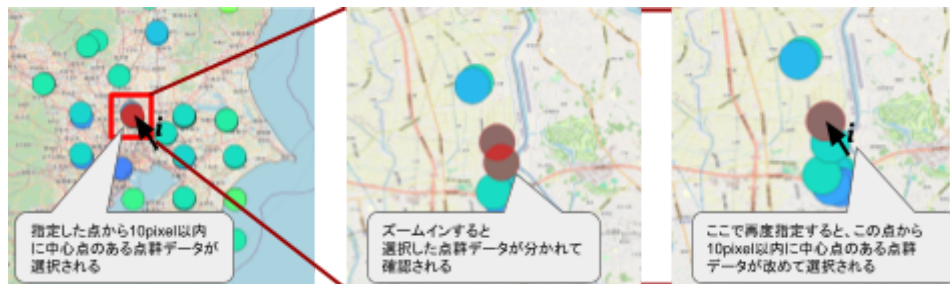 i
指定した点から10pixel以内
に中心点のある点群データが
選択される
ズームインすると
選択した点群データが分かれて
確認される
i
ここで再度指定すると、この点から
10pixel以内に中心点のある点群
データが改めて選択される